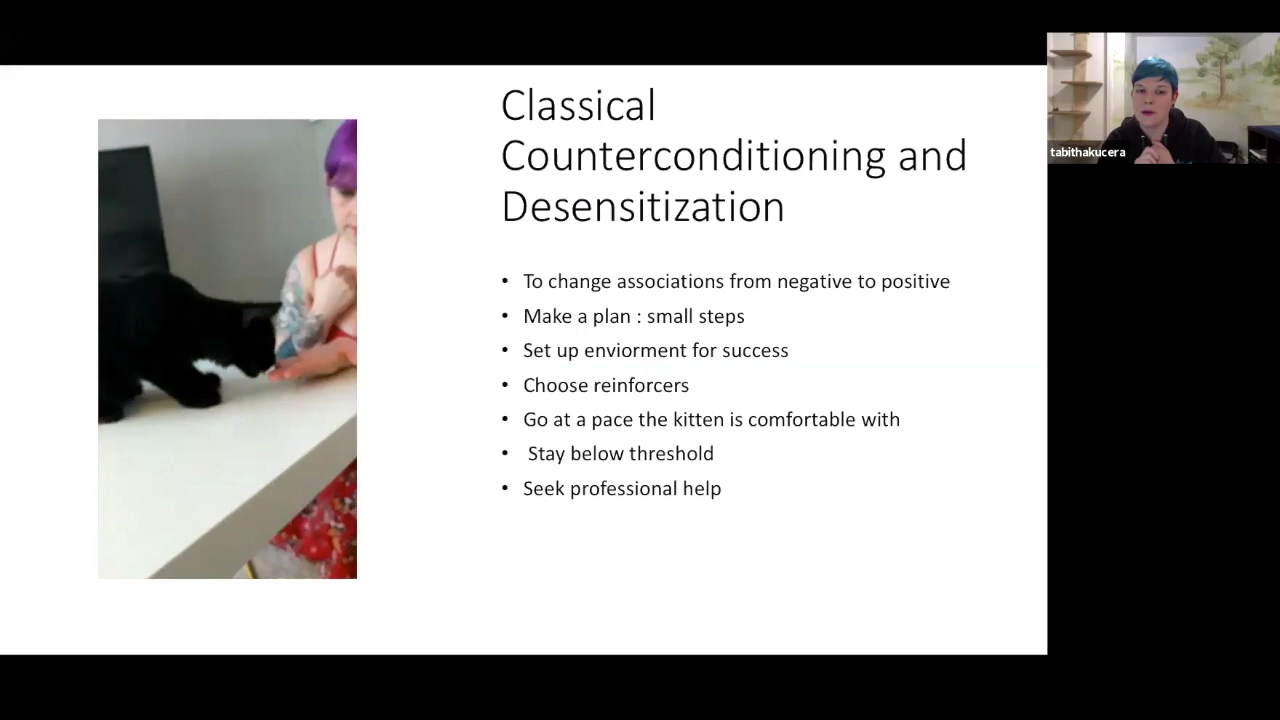 Classical
Counterconditioning and
Desensitization
• To change associations from negative to positive
• Make a plan : small steps
• Set up enviorment for success
• Choose reinforcers
• Go at a pace the kitten is comfortable with
• Stay below threshold
• Seek professional help
tabithakucera